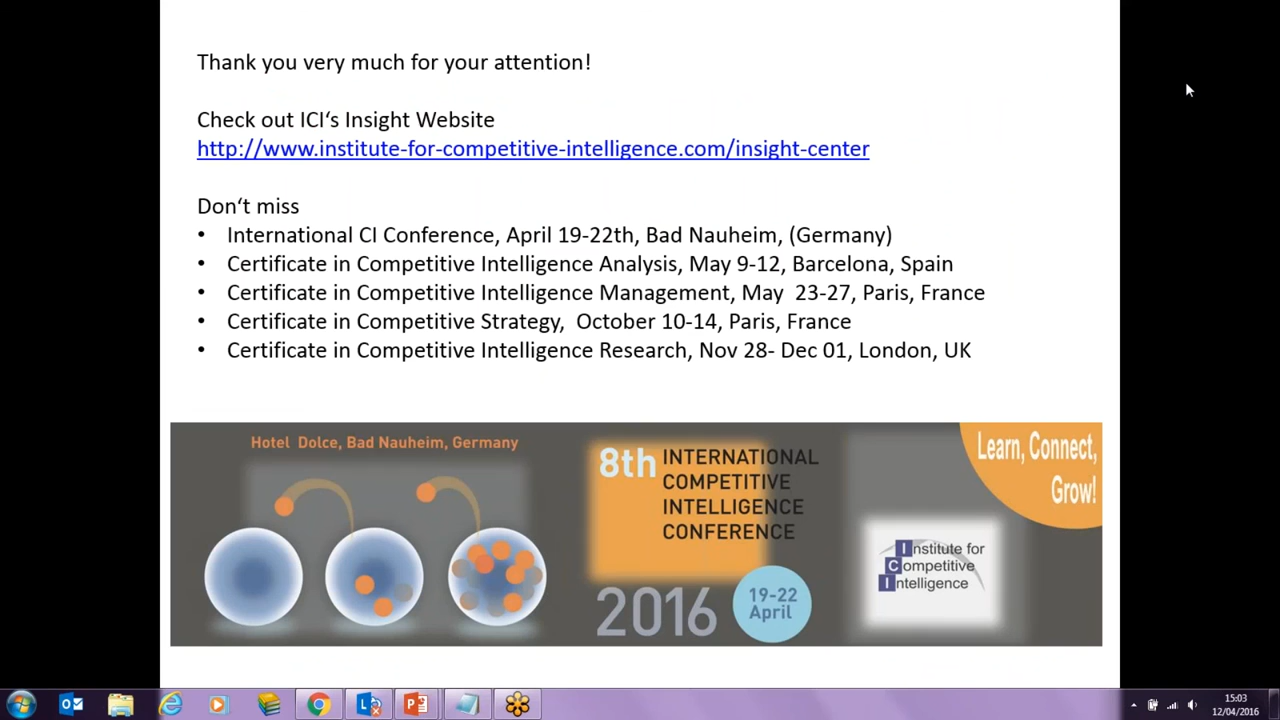 Thank you very much for your attention!
Check out ICI‘s Insight Website
http://www.institute-for-competitive-intelligence.com/insight-center
Don‘t miss
• International CI Conference, April 19-22th, Bad Nauheim, (Germany)
• Certificate in Competitive Intelligence Analysis, May 9-12, Barcelona, Spain
• Certificate in Competitive Intelligence Management, May  23-27, Paris, France
• Certificate in Competitive Strategy,  October 10-14, Paris, France
• Certificate in Competitive Intelligence Research, Nov 28- Dec 01, London, UK
Hotel Dolce, Bad Nauheim, Germany
8th INTERNATIONAL
COMPETITIVE
INTELLIGENCE
CONFERENCE
2016
19-22
April
Learn, Connect,
Grow!
Institute for
Competitive
Intelligence
15:03
12/04/2016